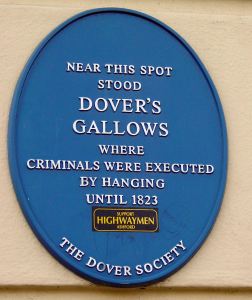 NEAR THIS SPOT
STOOD
DOVER'S
GALLOWS
WHERE
CRIMINALS WERE EXECUTED
BY HANGING
UNTIL 1823
SUPPORT
HIGHWAYMEN
ASHFORD
THE DOVER SOCIETY